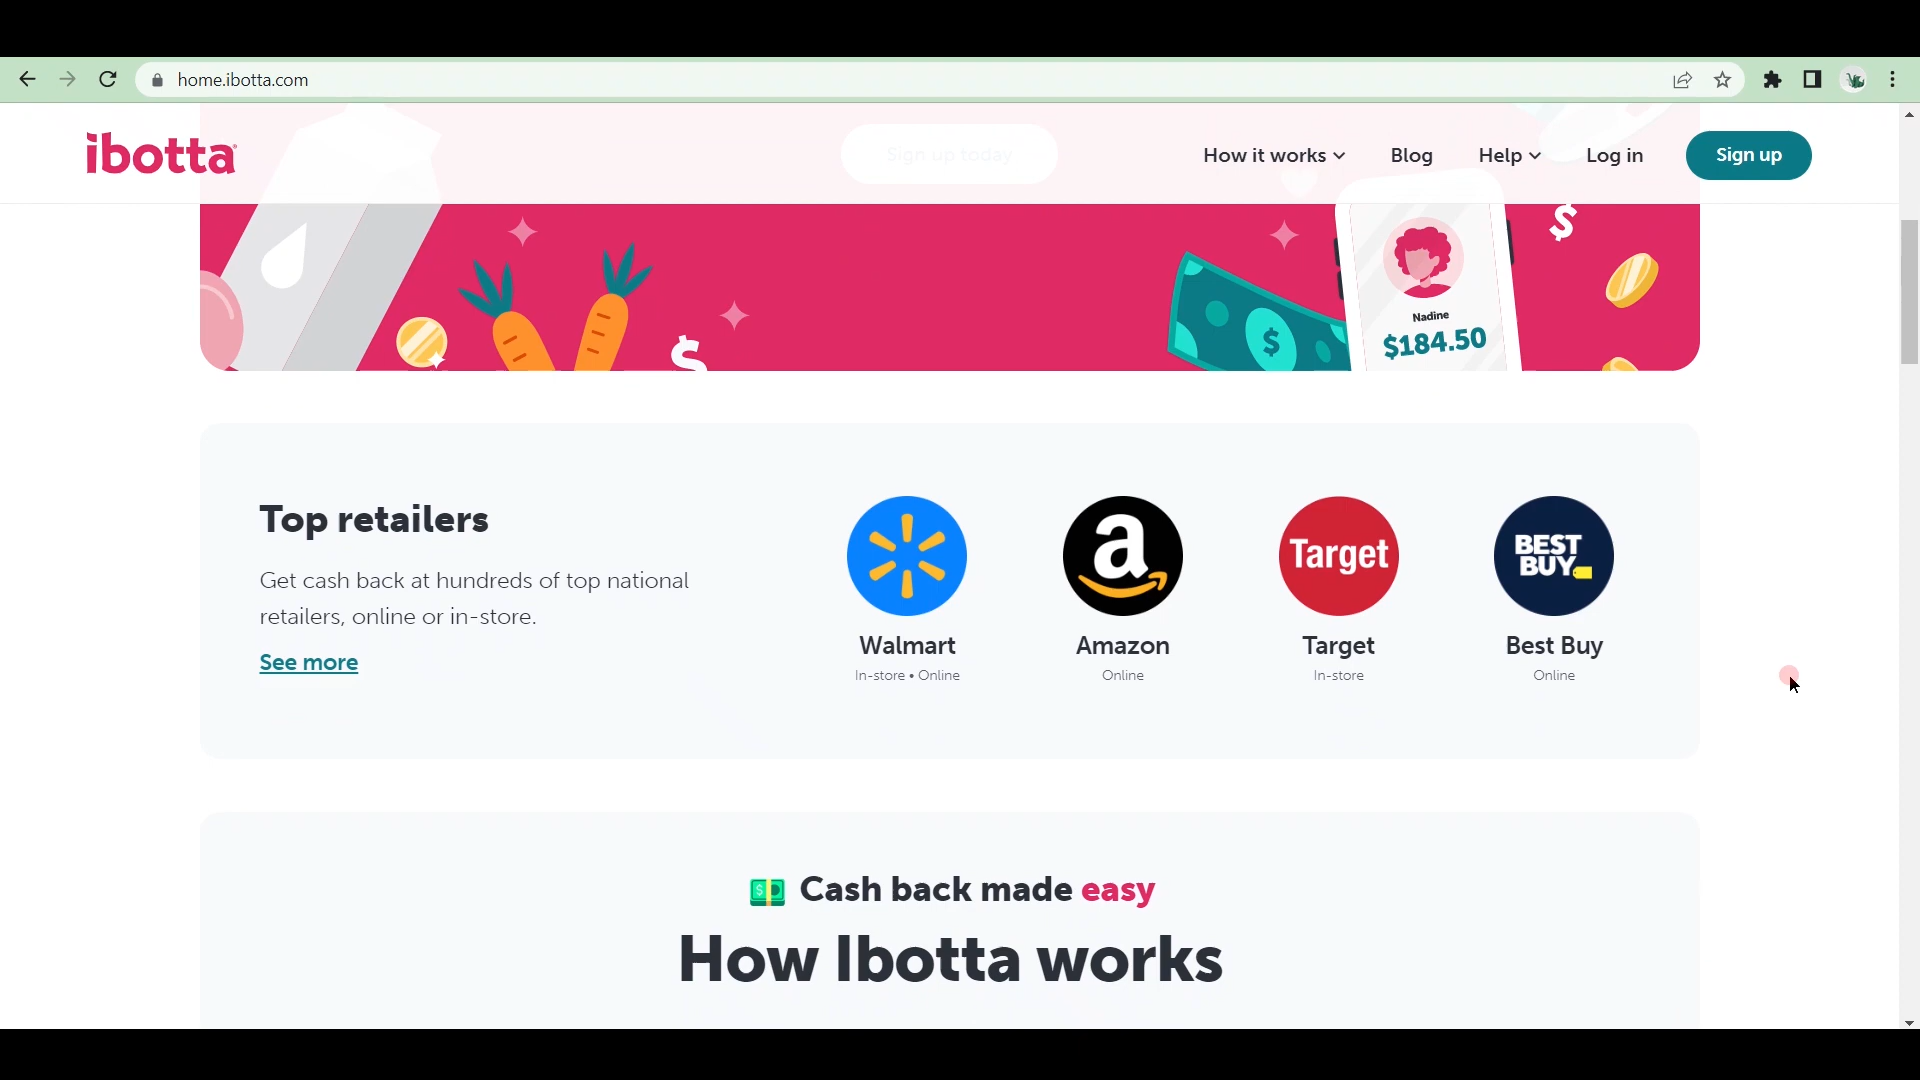 home.ibotta.com
ibotta
Sign up today
How it works
Blog
Help
Log in
Sign up
$
$
$
Nadine
$184.50
Top retailers
Get cash back at hundreds of top national
retailers, online or in-store.
See more
a
Target
BEST
BUY
Walmart
Amazon
Target
Best Buy
In-store • Online
Online
In-store
Online
Cash back made easy
How Ibotta works